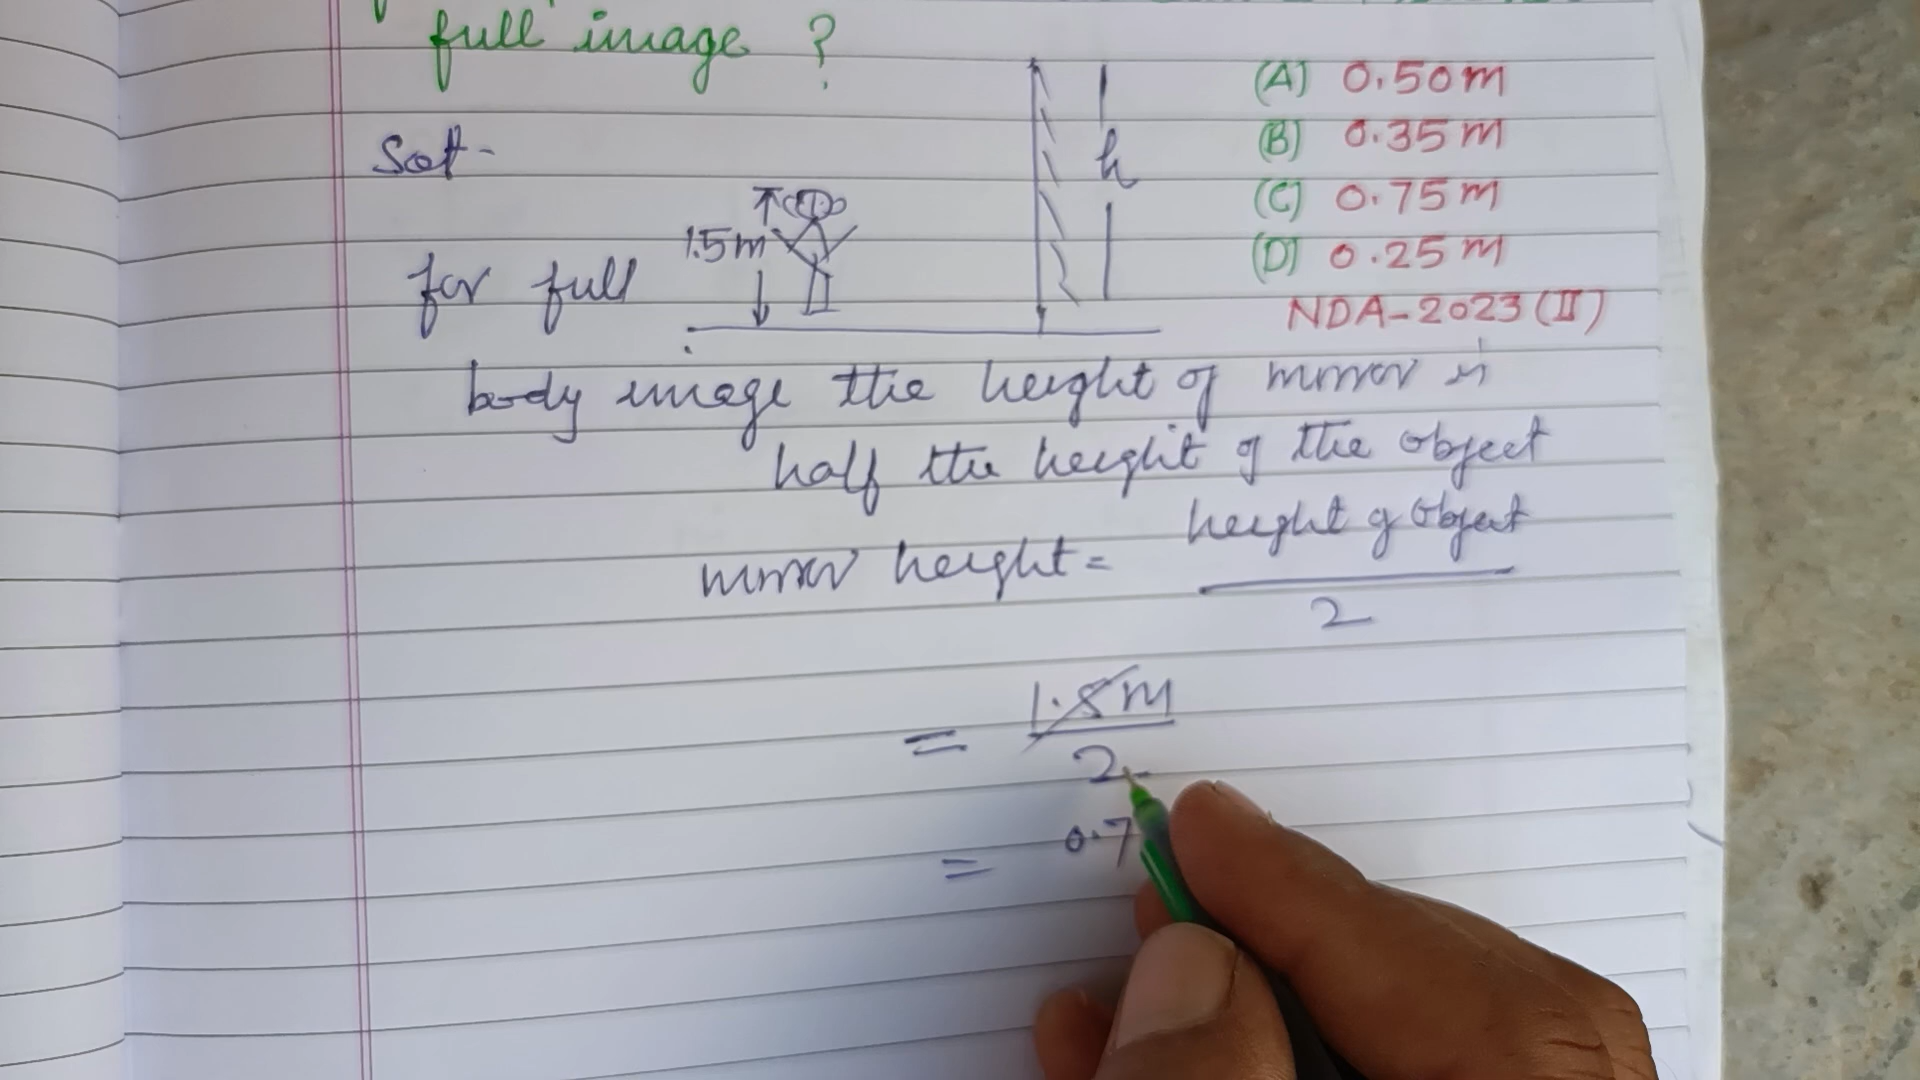 full image ?
(A) 0.50m
(B) 0.35m
(C) 0.75m
(D) 0.25m
NDA-2023 (II)
Sol-
h
1.5m
for full
body image the height of mirror is
half the height of the object
mirror height = height of object
2
= 1.5m
2
= 0.7